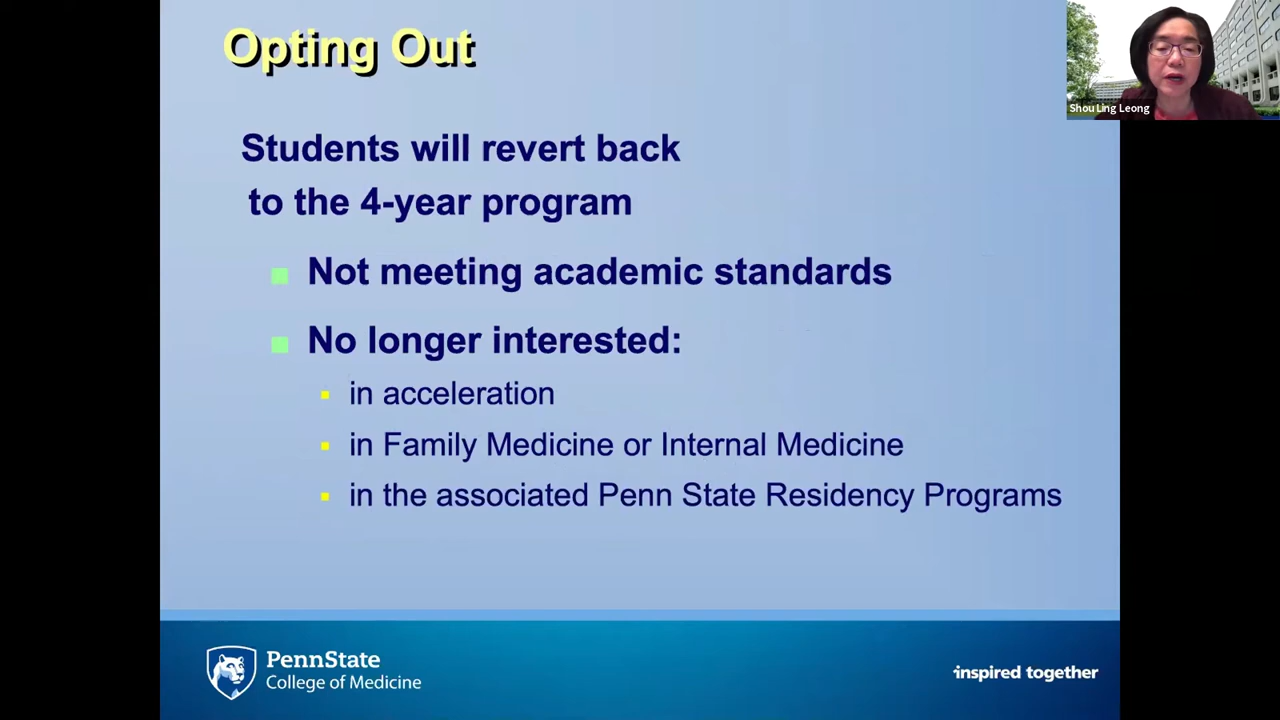 Opting Out
Shou Ling Leong
Students will revert back
to the 4-year program
Not meeting academic standards
No longer interested:
in acceleration
in Family Medicine or Internal Medicine
in the associated Penn State Residency Programs
PennState
College of Medicine
inspired together